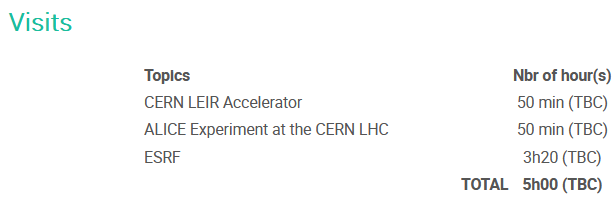 Visits
Topics Nbr of hour(s)
CERN LEIR Accelerator 50 min (TBC)
ALICE Experiment at the CERN LHC 50 min (TBC)
ESRF 3h20 (TBC)
TOTAL 5h00 (TBC)